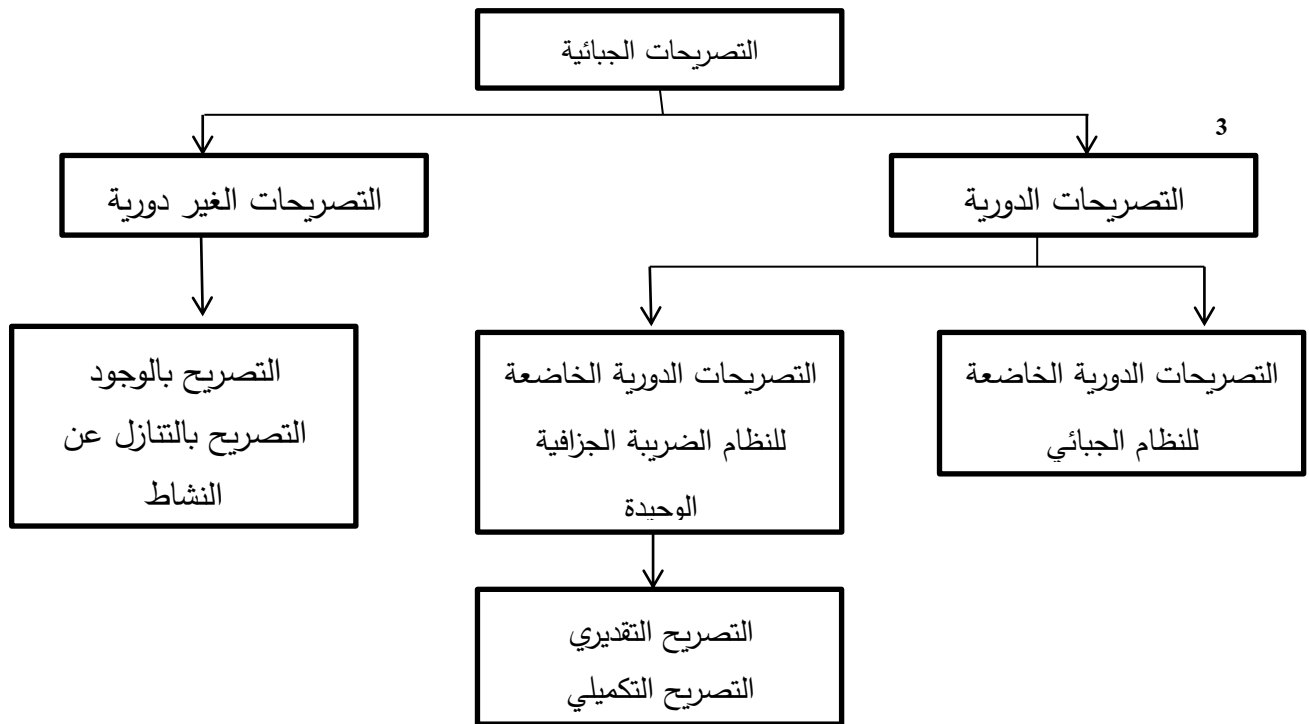 التصريحات الجبائية
3
التصريحات الدورية
التصريحات الغير دورية
التصريحات الدورية الخاضعة
للنظام الجبائي
التصريحات الدورية الخاضعة
للنظام الضريبة الجزافية
الوحيدة
التصريح بالوجود
التصريح بالتنازل عن
النشاط
التصريح التقديري
التصريح التكميلي